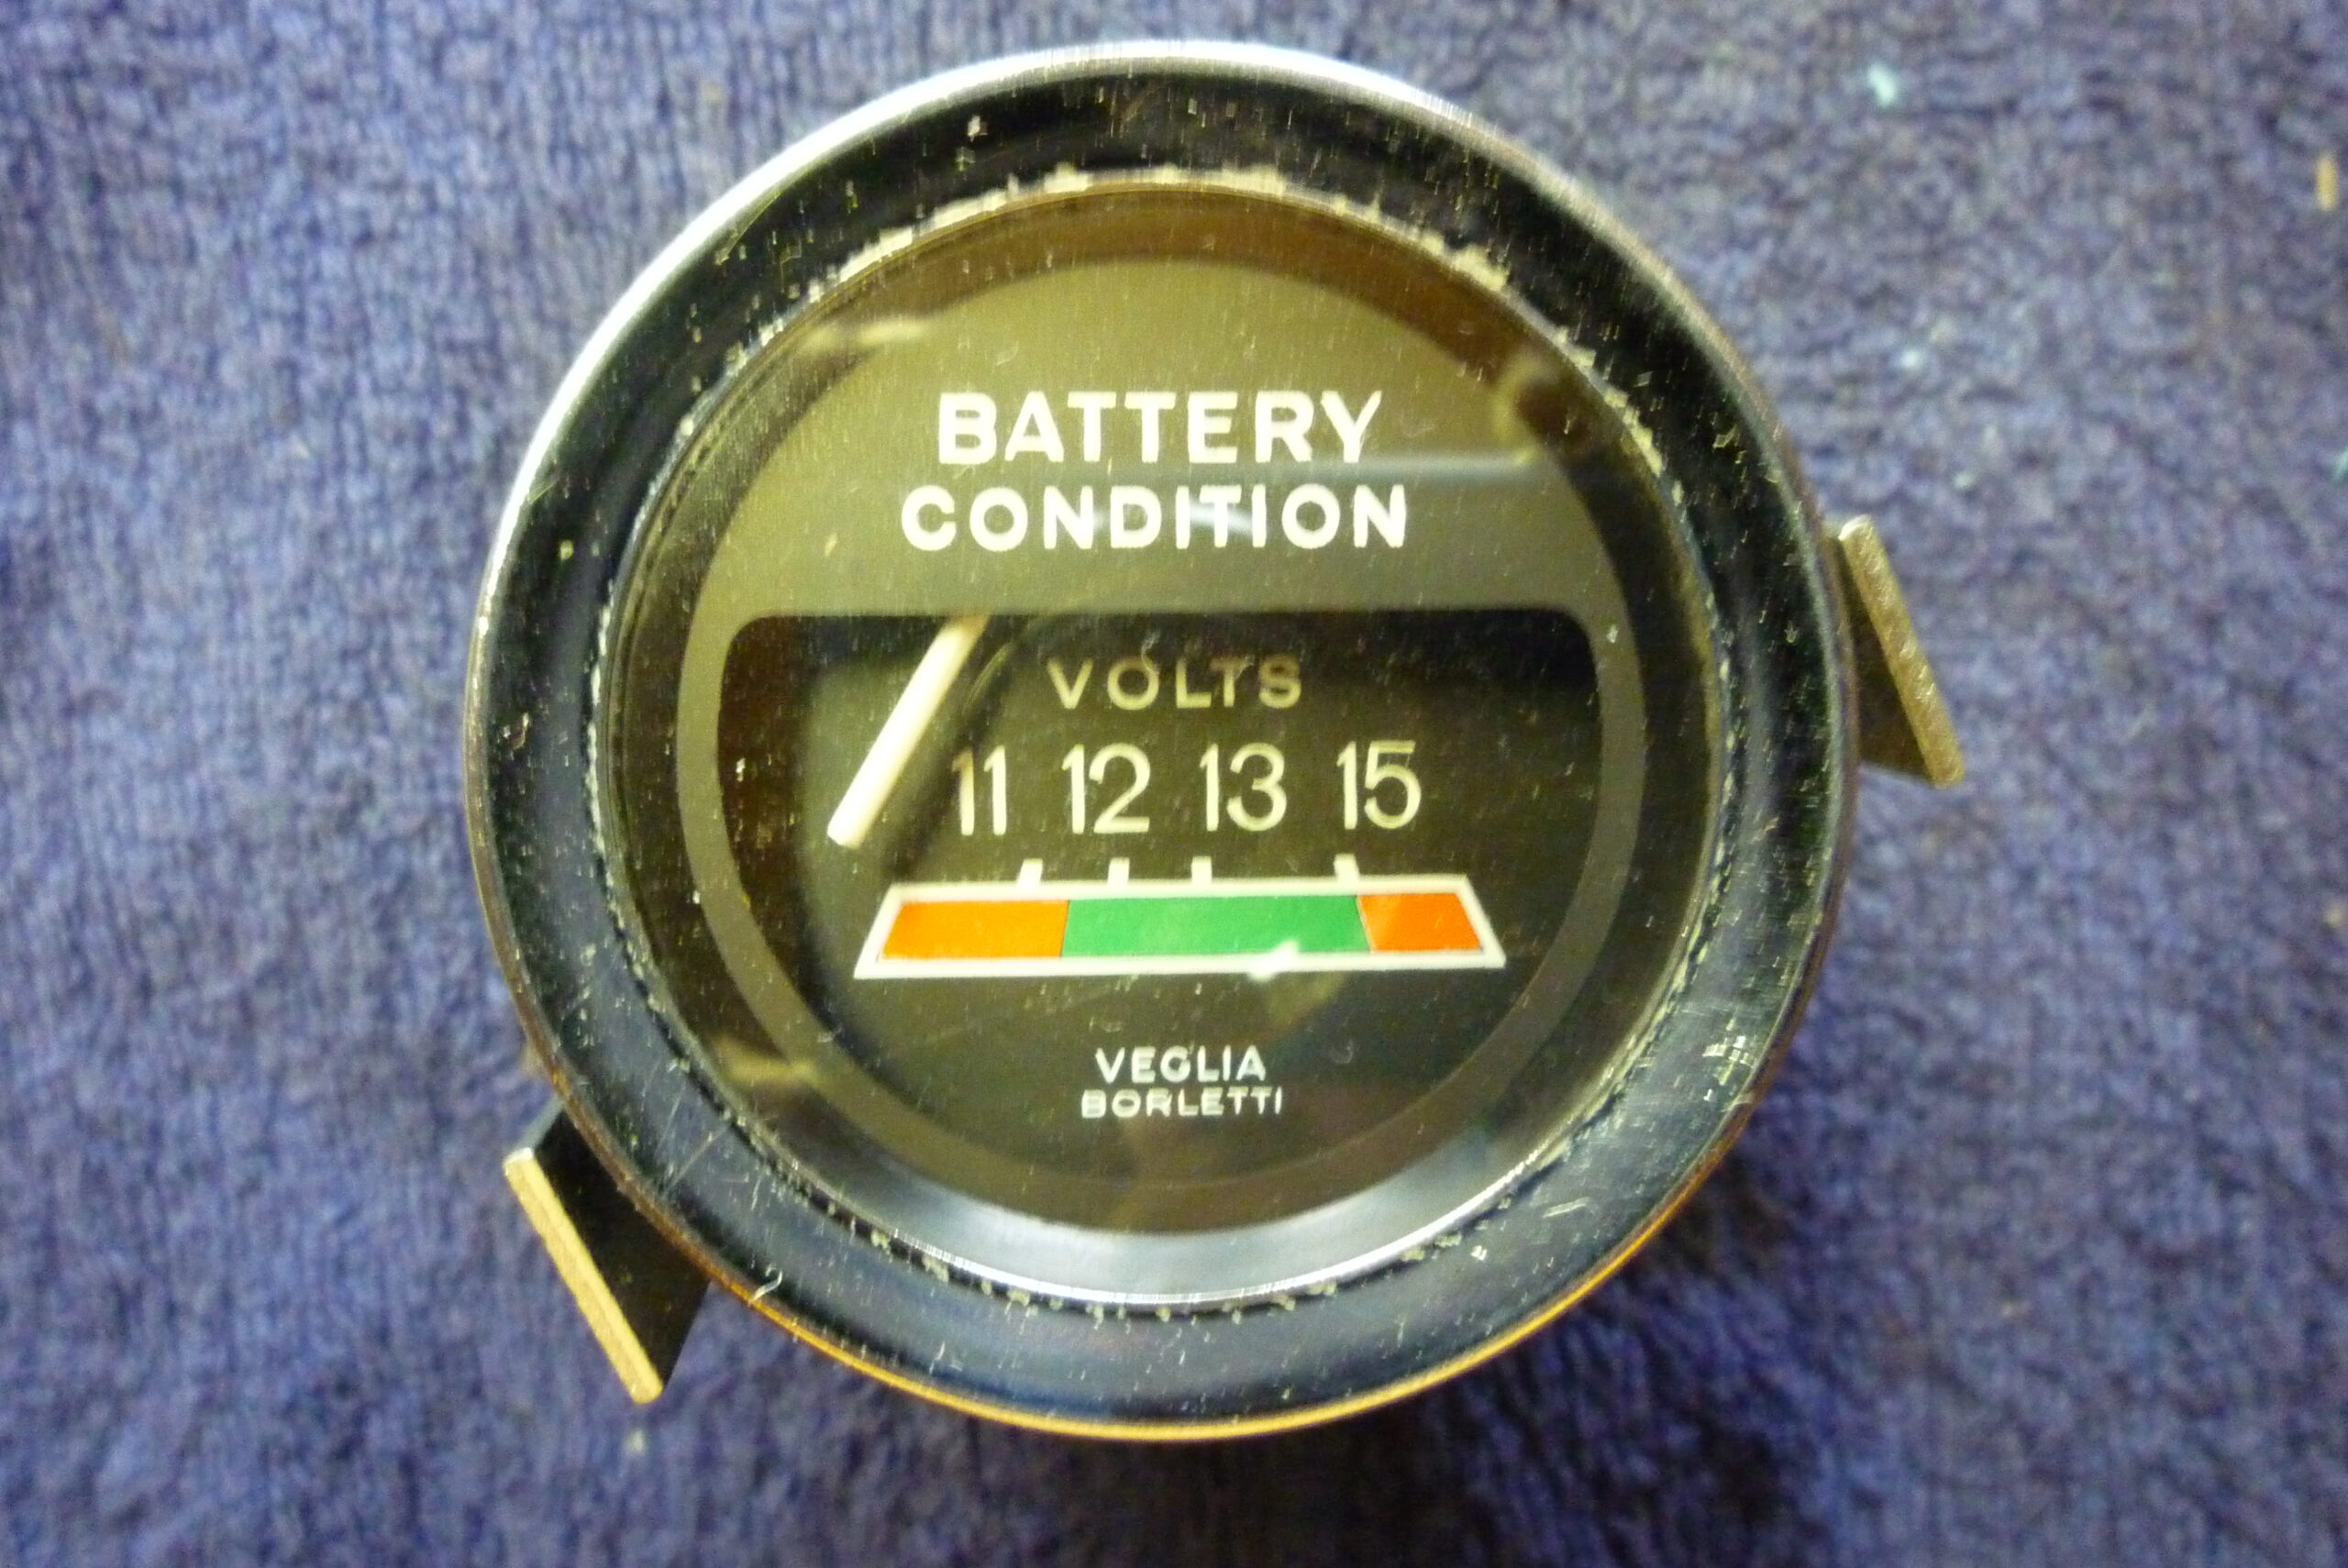 BATTERY
CONDITION
VOLTS
11 12 13 15
VEGLIA
BORLETTI